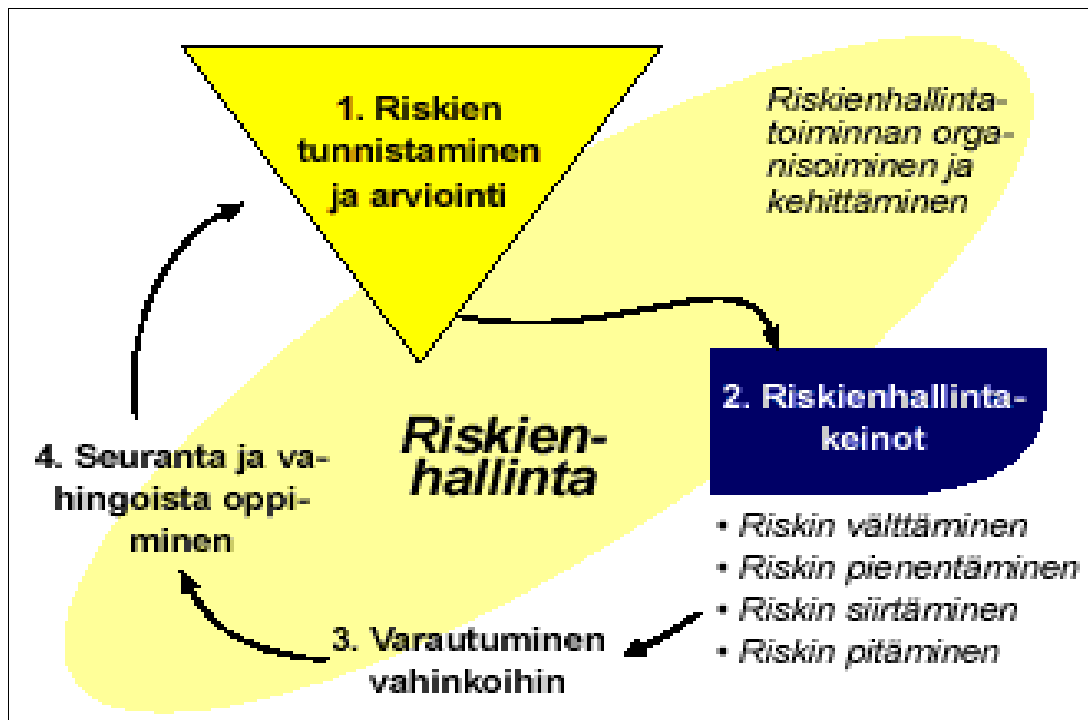 1. Riskien
tunnistaminen
ja arviointi
Riskienhallinta-
toiminnan orga-
nisoiminen ja
kehittäminen
2. Riskienhallinta-
keinot
Riskien-
hallinta
4. Seuranta ja va-
hingoista oppi-
minen
• Riskin välttäminen
• Riskin pienentäminen
• Riskin siirtäminen
• Riskin pitäminen
3. Varautuminen
vahinkoihin